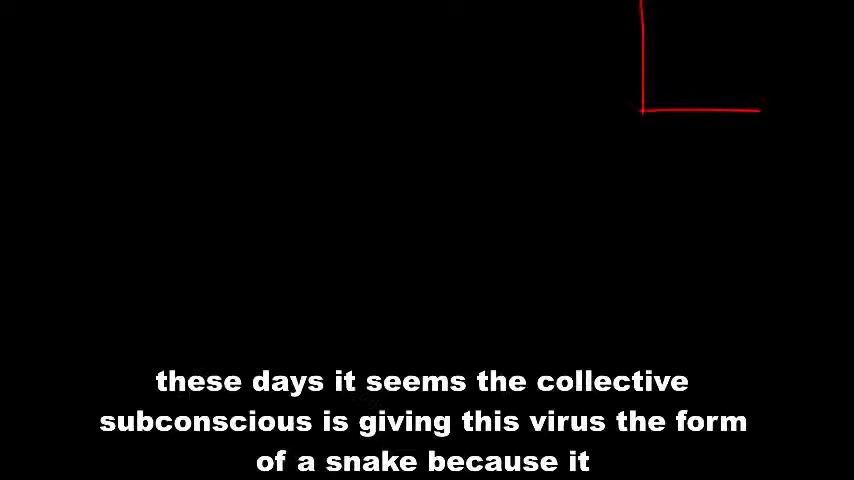 these days it seems the collective
subconscious is giving this virus the form
of a snake because it